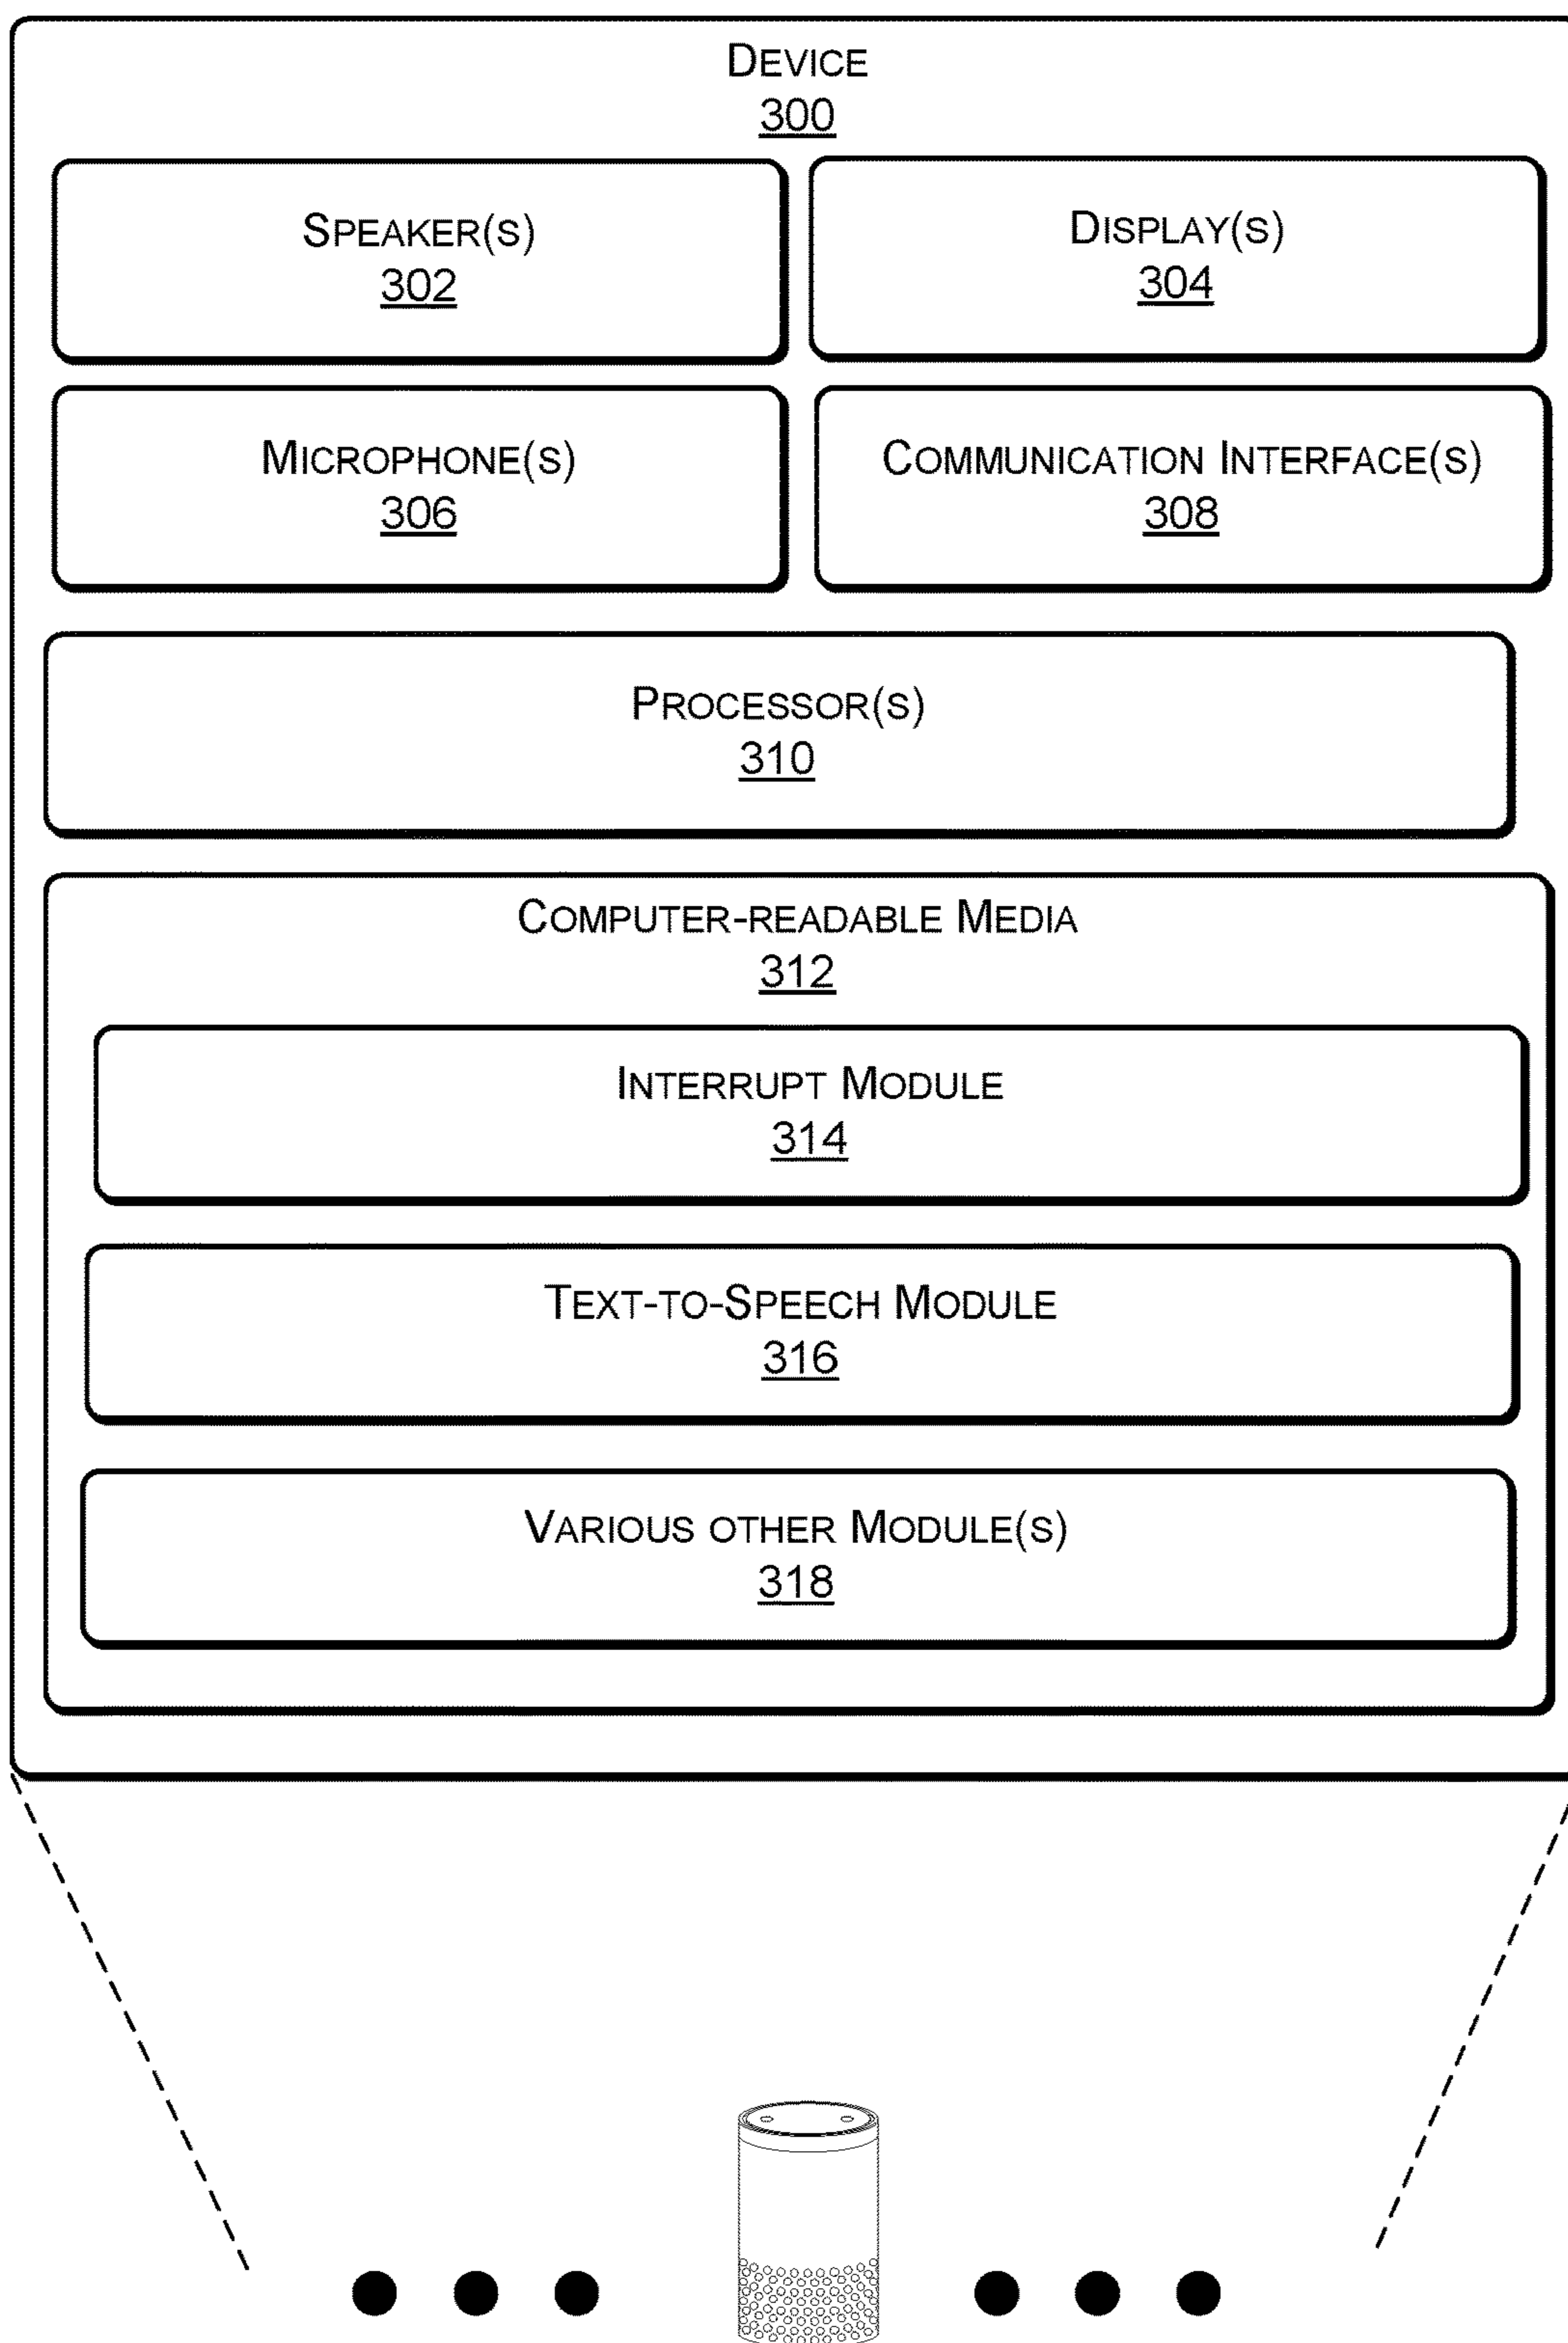 DEVICE
300
SPEAKER(S)
302
DISPLAY(S)
304
MICROPHONE(S)
306
COMMUNICATION INTERFACE(S)
308
PROCESSOR(S)
310
COMPUTER-READABLE MEDIA
312
INTERRUPT MODULE
314
TEXT-TO-SPEECH MODULE
316
VARIOUS OTHER MODULE(S)
318